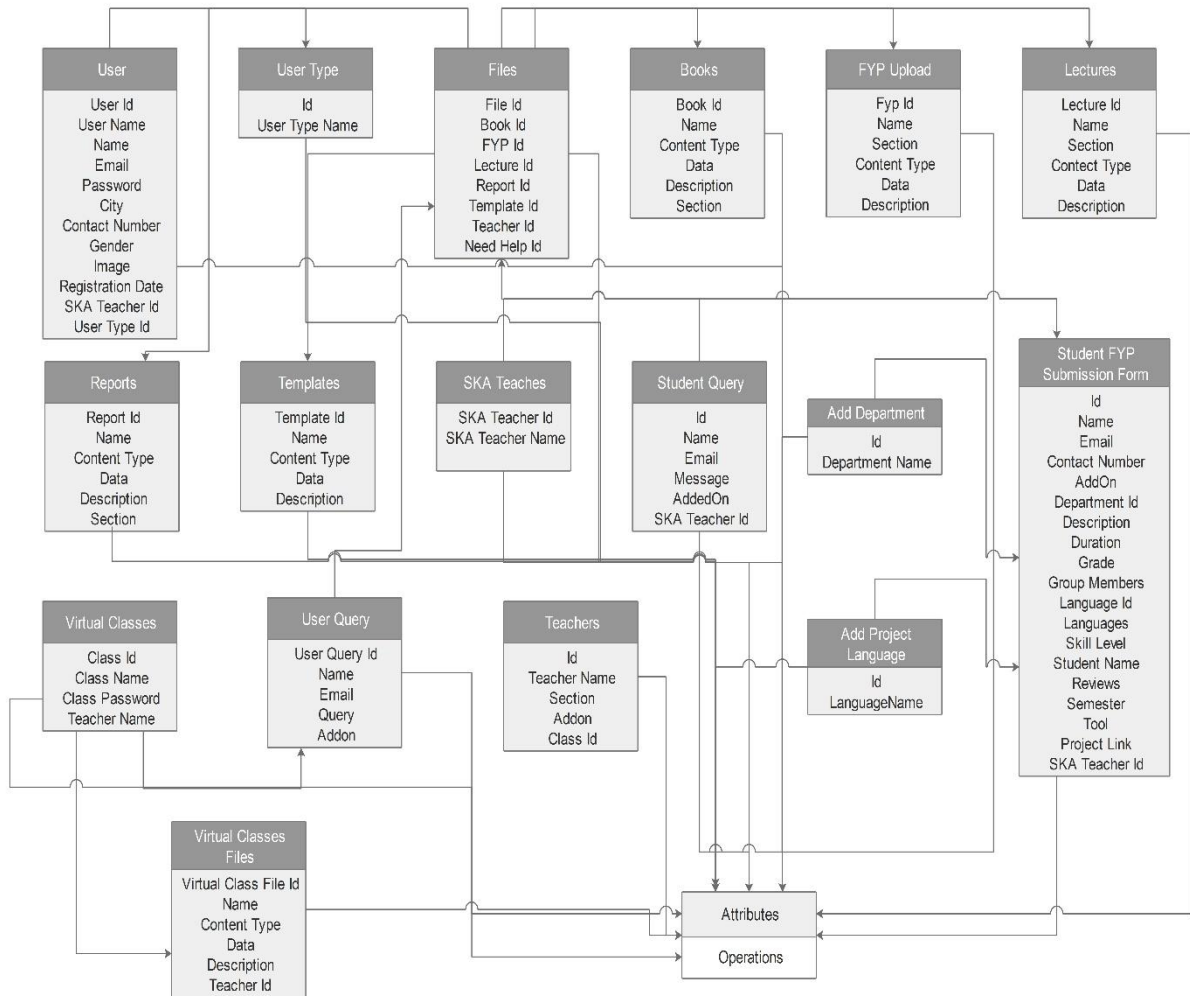 User
User Id
User Name
Name
Email
Password
City
Contact Number
Gender
Image
Registration Date
SKA Teacher Id
User Type Id
User Type
Id
User Type Name
Files
File Id
Book Id
FYP Id
Lecture Id
Report Id
Template Id
Teacher Id
Need Help Id
Books
Book Id
Name
Content Type
Data
Description
Section
FYP Upload
Fyp Id
Name
Section
Content Type
Data
Description
Lectures
Lecture Id
Name
Section
Contect Type
Data
Description
Reports
Report Id
Name
Content Type
Data
Description
Section
Templates
Template Id
Name
Content Type
Data
Description
SKA Teaches
SKA Teacher Id
SKA Teacher Name
Student Query
Id
Name
Email
Message
AddedOn
SKA Teacher Id
Add Department
Id
Department Name
Student FYP
Submission Form
Id
Name
Email
Contact Number
AddOn
Department Id
Description
Duration
Grade
Group Members
Language Id
Languages
Skill Level
Student Name
Reviews
Semester
Tool
Project Link
SKA Teacher Id
Virtual Classes
Class Id
Class Name
Class Password
Teacher Name
User Query
User Query Id
Name
Email
Query
Addon
Teachers
Id
Teacher Name
Section
Addon
Class Id
Add Project
Language
Id
LanguageName
Virtual Classes
Files
Virtual Class File Id
Name
Content Type
Data
Description
Teacher Id
Attributes
Operations